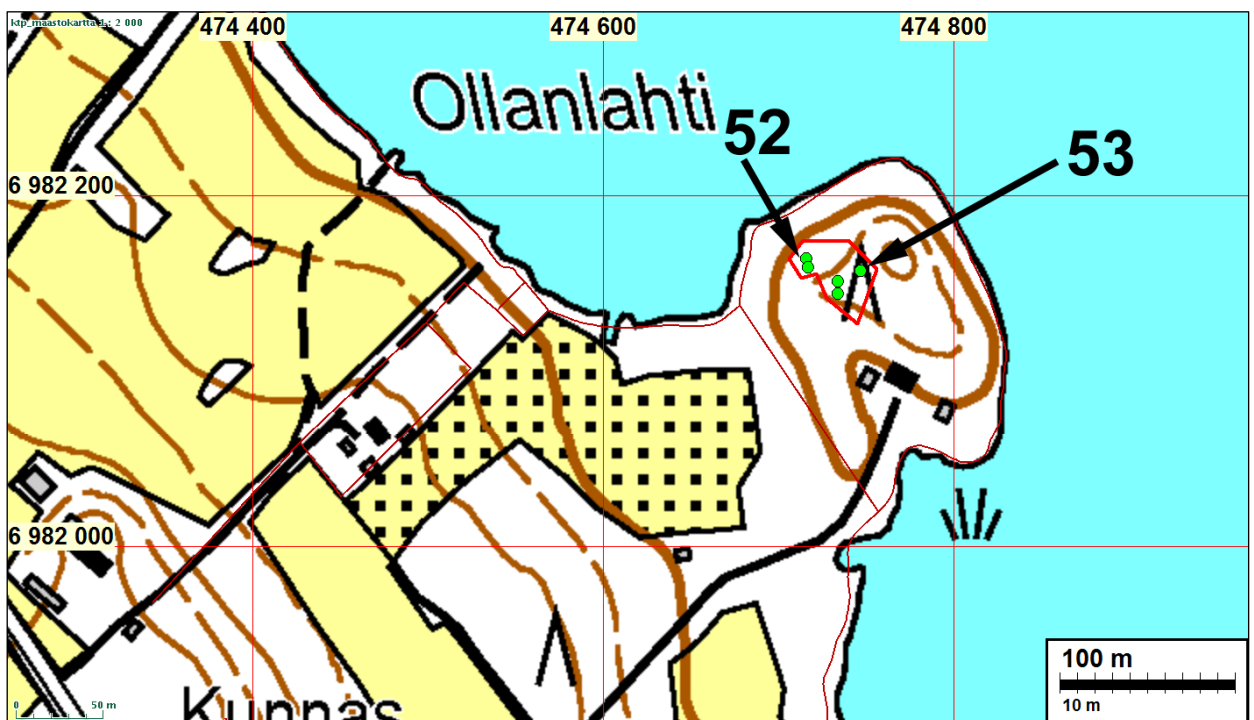 ktp_maastokartta 1: 2 000
474 400
474 600
474 800
Ollanlahti
52
53
6 982 200
6 982 000
Kunnas
100 m
10 m
0 50 m